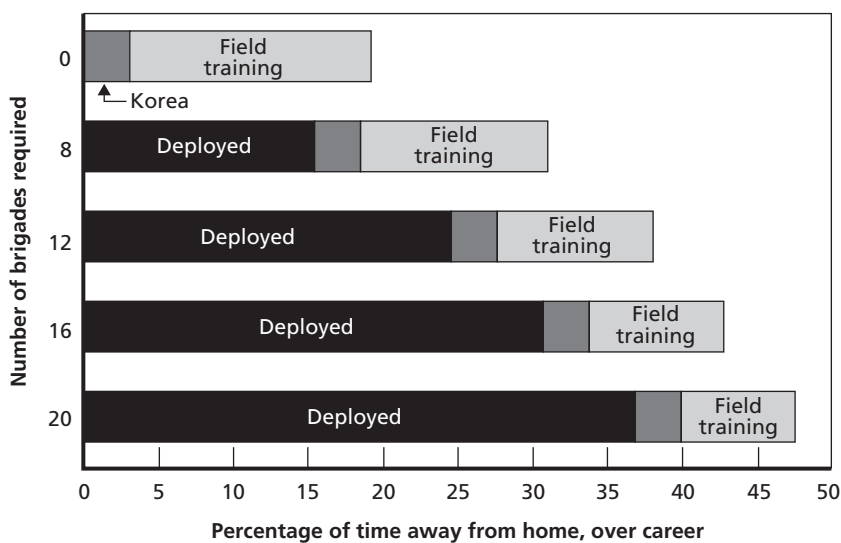 Number of brigades required
0
Field
training
Korea
8
Deployed
Field
training
12
Deployed
Field
training
16
Deployed
Field
training
20
Deployed
Field
training
0 5 10 15 20 25 30 35 40 45 50
Percentage of time away from home, over career